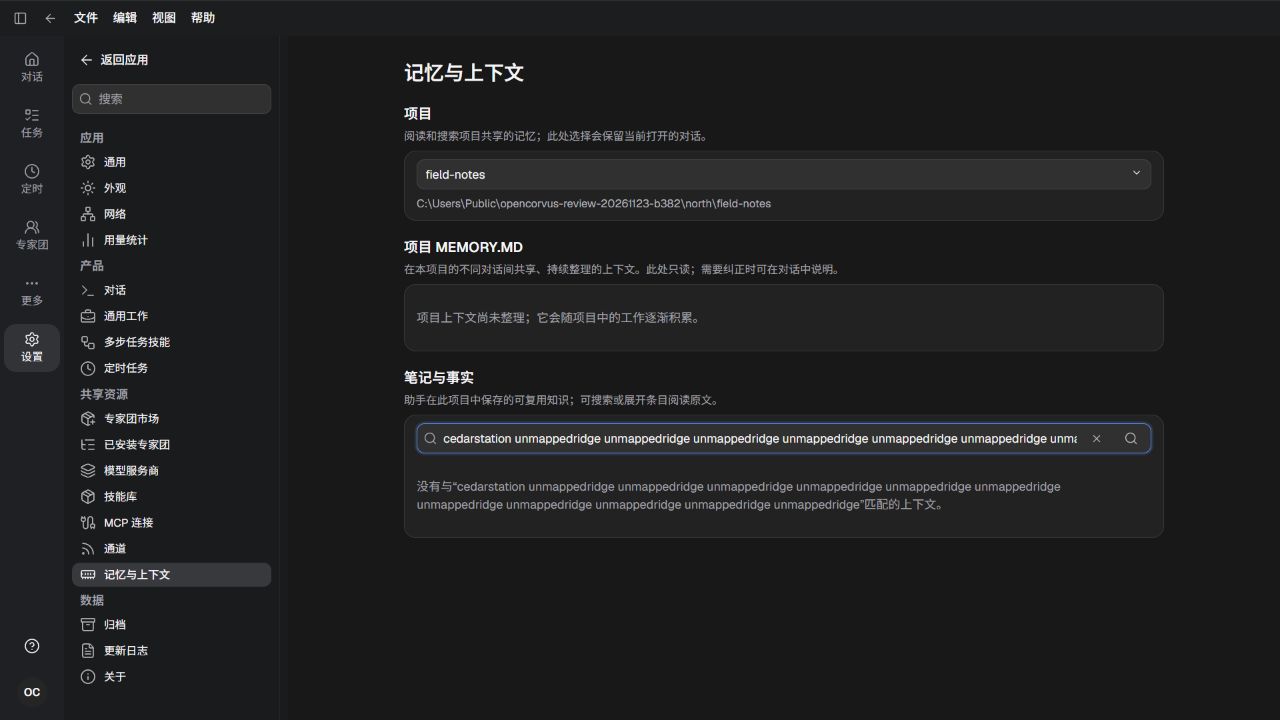 文件 编辑 视图 帮助
对话
任务
定时
专家团
更多
设置
OC
返回应用
搜索
应用
通用
外观
网络
用量统计
产品
对话
通用工作
多步任务技能
定时任务
共享资源
专家团市场
已安装专家团
模型服务商
技能库
MCP 连接
通道
记忆与上下文
数据
归档
更新日志
关于
记忆与上下文
项目
阅读和搜索项目共享的记忆；此处选择会保留当前打开的对话。
field-notes
C:\Users\Public\opencorvus-review-20261123-b382\north\field-notes
项目 MEMORY.MD
在本项目的不同对话间共享、持续整理的上下文。此处只读；需要纠正时可在对话中说明。
项目上下文尚未整理；它会随项目中的工作逐渐积累。
笔记与事实
助手在此项目中保存的可复用知识；可搜索或展开条目阅读原文。
cedarstation unmappedridge unmappedridge unmappedridge unmappedridge unmappedridge unmappedridge unma
没有与“cedarstation unmappedridge unmappedridge unmappedridge unmappedridge unmappedridge unmappedridge
unmappedridge unmappedridge unmappedridge unmappedridge unmappedridge”匹配的上下文。